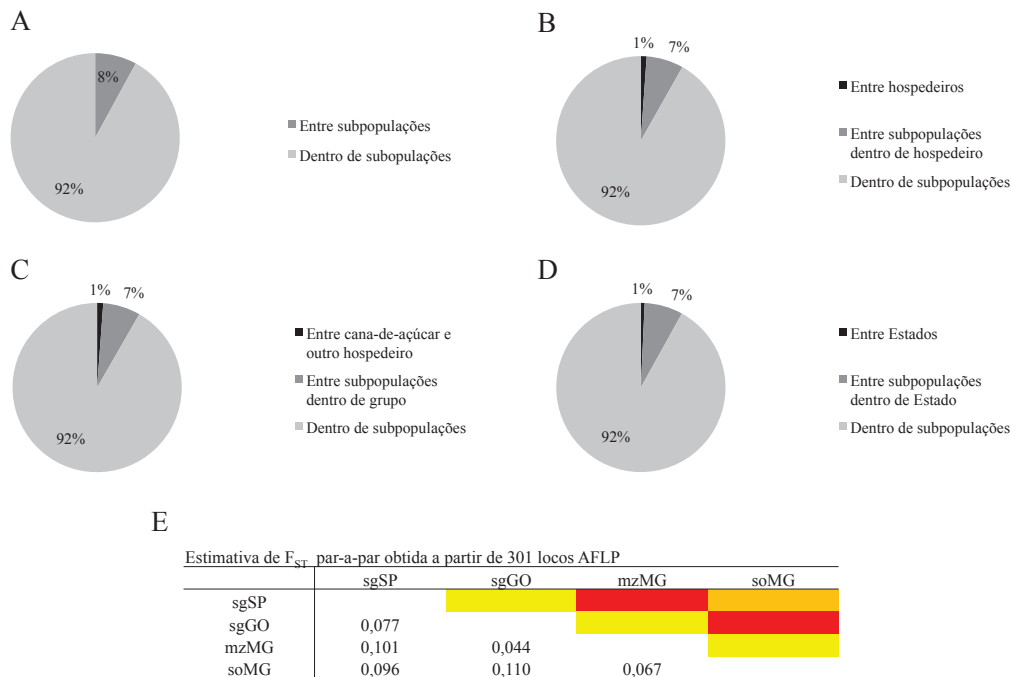 A
8%
92%
Entre subpopulações
Dentro de subopulações
B
1% 7%
92%
Entre hospedeiros
Entre subpopulações
dentro de hospedeiro
Dentro de subpopulações
C
1% 7%
92%
Entre cana-de-açúcar e
outro hospedeiro
Entre subpopulações
dentro de grupo
Dentro de subpopulações
D
1% 7%
92%
Entre Estados
Entre subpopulações
dentro de Estado
Dentro de subpopulações
E
Estimativa de FST par-a-par obtida a partir de 301 locos AFLP
sgSP sgGO mzMG soMG
sgSP
sgGO 0,077
mzMG 0,101 0,044
soMG 0,096 0,110 0,067